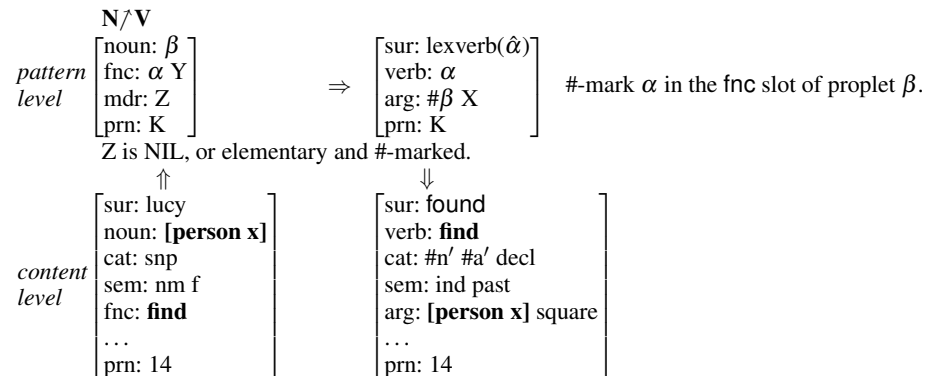 N↗V
[noun: β [sur: lexverb(α̂)]
pattern fnc: α Y verb: α #-mark α in the fnc slot of proplet β.
level mdr: Z ⇒ arg: #β X
prn: K] prn: K]
Z is NIL, or elementary and #-marked.
⇑ ⇓
[sur: lucy [sur: found
noun: [person x] verb: find
content cat: snp cat: #n′ #a′ decl
level sem: nm f sem: ind past
fnc: find arg: [person x] square
... ...
prn: 14] prn: 14]